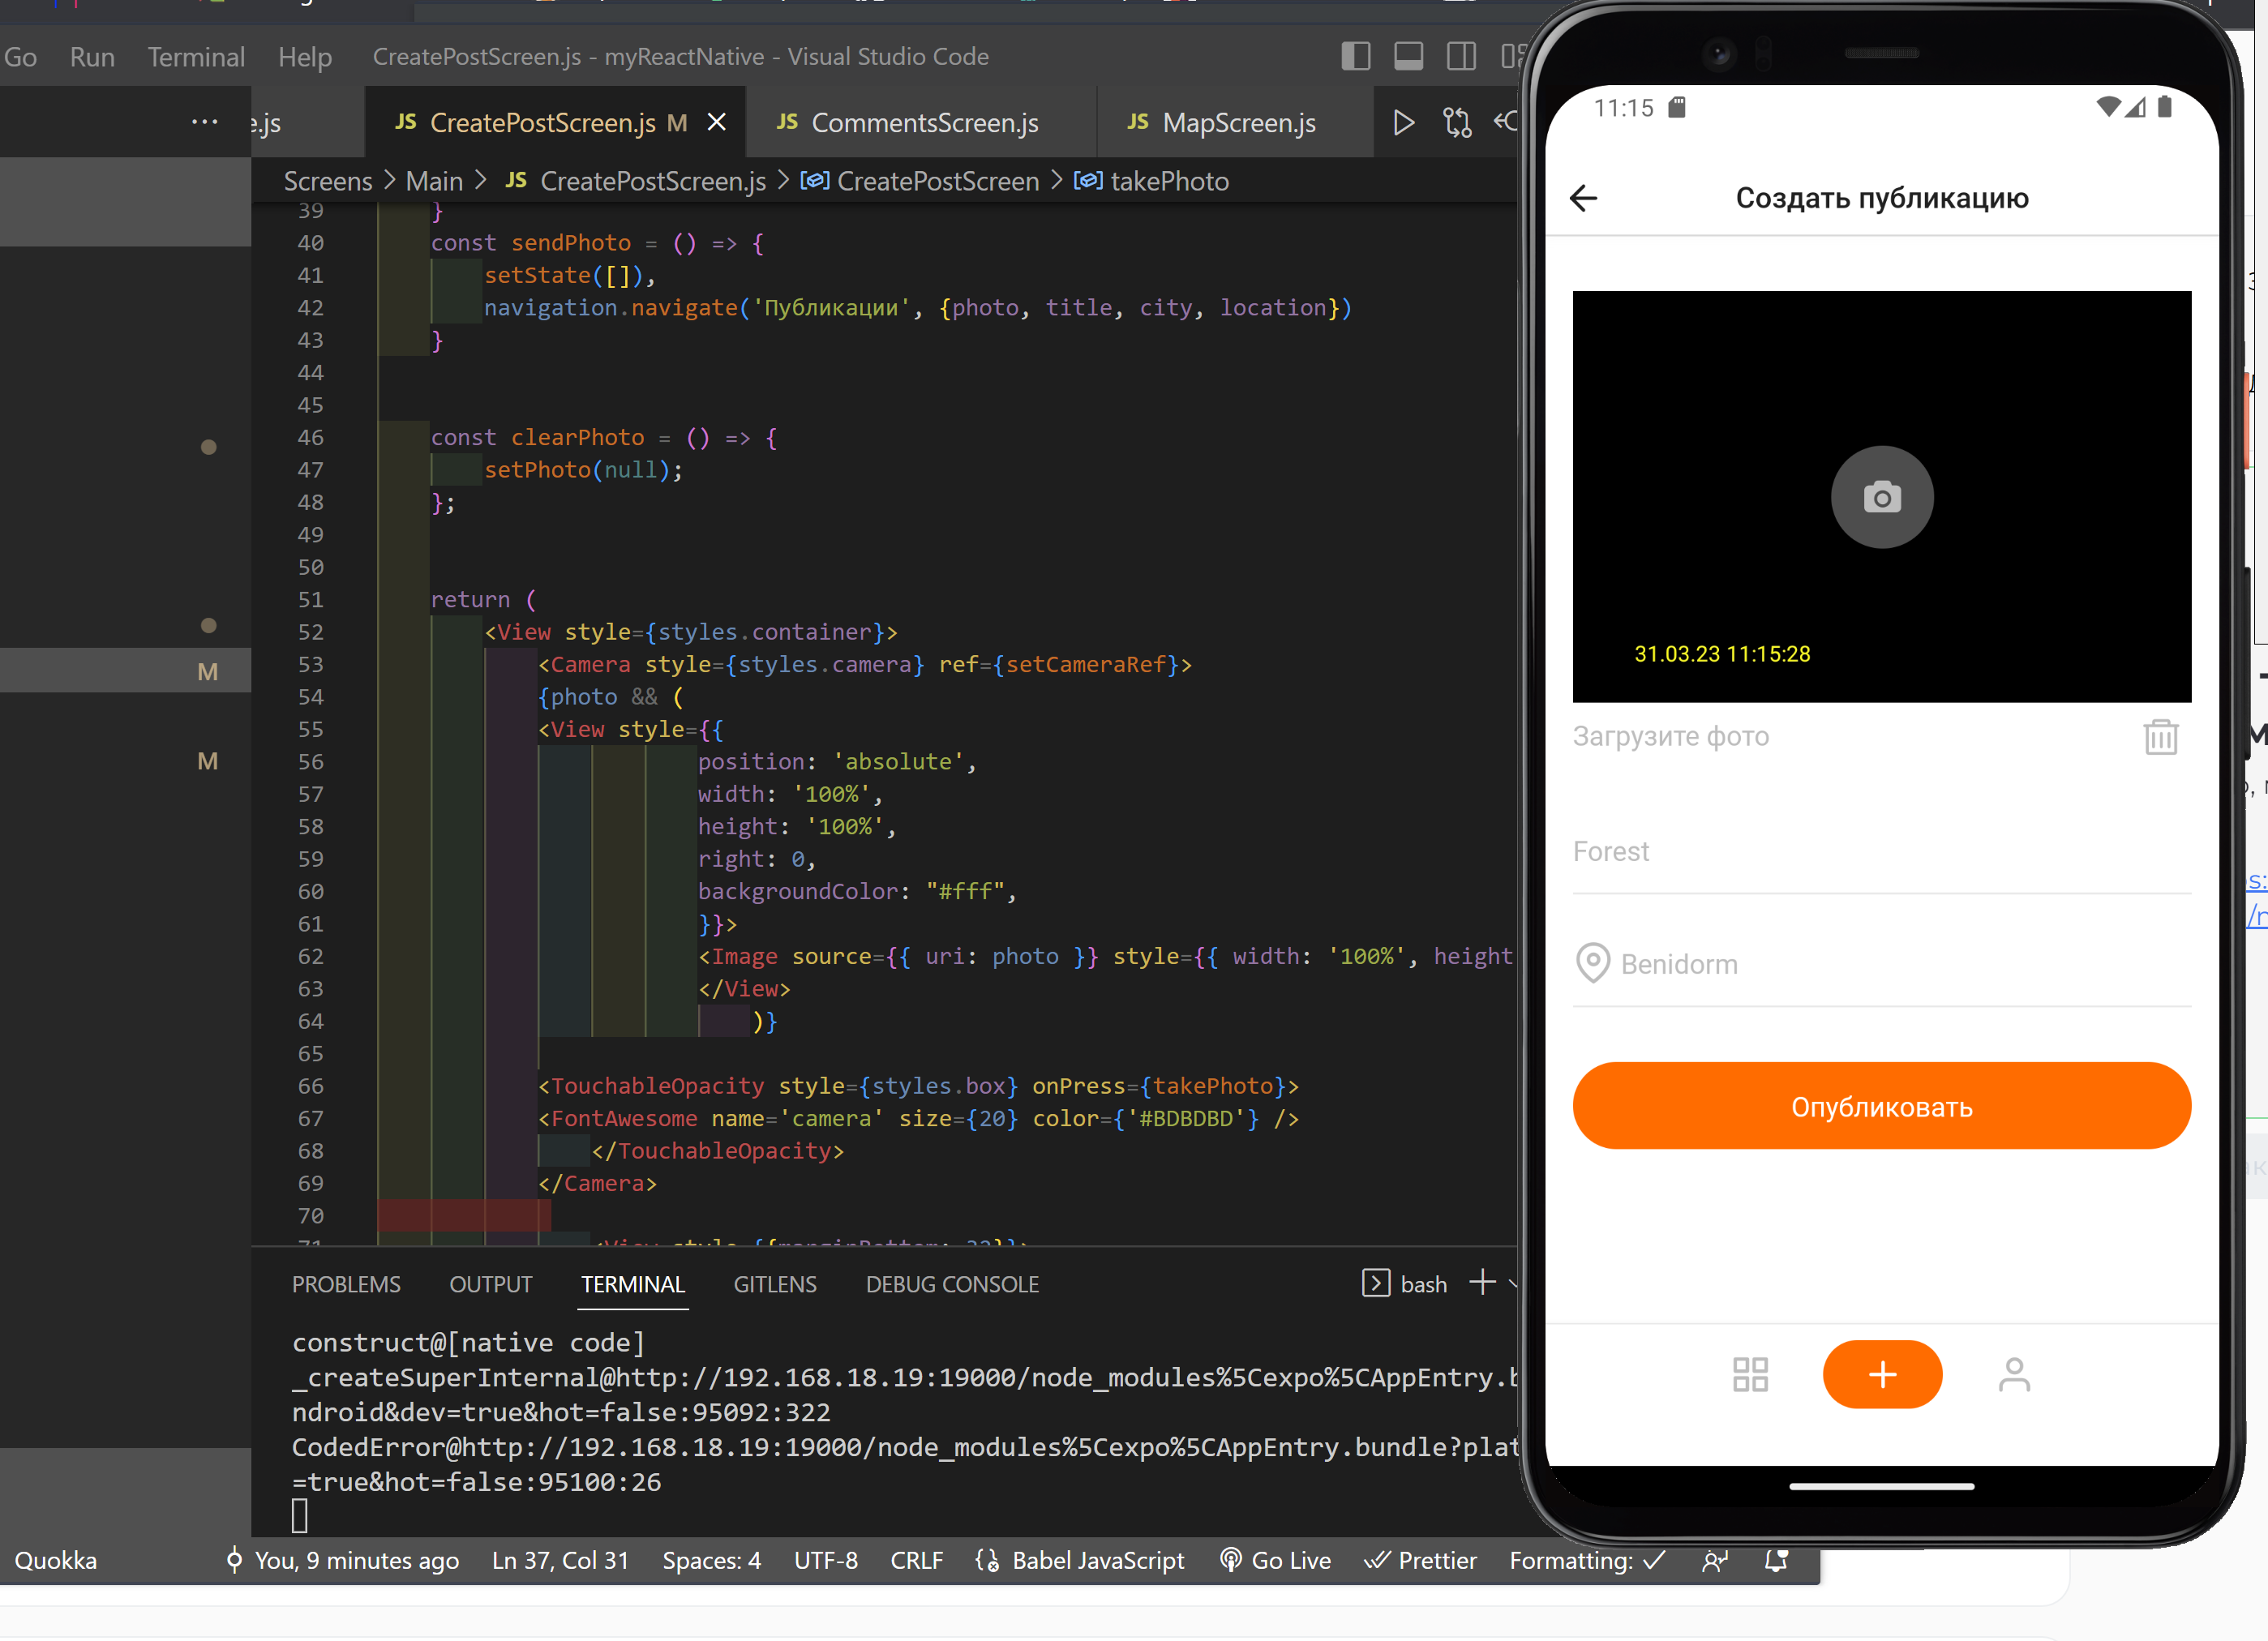 Go Run Terminal Help CreatePostScreen.js - myReactNative - Visual Studio Code
e.js JS CreatePostScreen.js M JS CommentsScreen.js JS MapScreen.js
Screens > Main > JS CreatePostScreen.js > CreatePostScreen > takePhoto
39 }
40 const sendPhoto = () => {
41 setState([]),
42 navigation.navigate('Публикации', {photo, title, city, location})
43 }
44
45
46 const clearPhoto = () => {
47 setPhoto(null);
48 };
49
50
51 return (
52 <View style={styles.container}>
53 <Camera style={styles.camera} ref={setCameraRef}>
54 {photo && (
55 <View style={{
56 position: 'absolute',
57 width: '100%',
58 height: '100%',
59 right: 0,
60 backgroundColor: "#fff",
61 }}>
62 <Image source={{ uri: photo }} style={{ width: '100%', height
63 </View>
64 )}
65
66 <TouchableOpacity style={styles.box} onPress={takePhoto}>
67 <FontAwesome name='camera' size={20} color={'#BDBDBD'} />
68 </TouchableOpacity>
69 </Camera>
70
71 <View style={{marginBottom: 32}}>
M
M
PROBLEMS OUTPUT TERMINAL GITLENS DEBUG CONSOLE bash
construct@[native code]
_createSuperInternal@http://192.168.18.19:19000/node_modules%5Cexpo%5CAppEntry.b
ndroid&dev=true&hot=false:95092:322
CodedError@http://192.168.18.19:19000/node_modules%5Cexpo%5CAppEntry.bundle?plat
=true&hot=false:95100:26
Quokka You, 9 minutes ago Ln 37, Col 31 Spaces: 4 UTF-8 CRLF Babel JavaScript Go Live Prettier Formatting:
11:15
Создать публикацию
31.03.23 11:15:28
Загрузите фото
Forest
Benidorm
Опубликовать